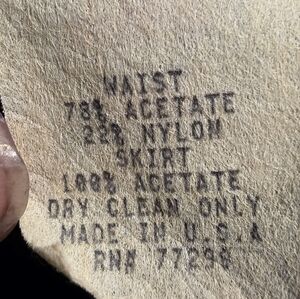 WAIST
78% ACETATE
22% NYLON
SKIRT
100% ACETATE
DRY CLEAN ONLY
MADE IN U.S.A
RN# 77298